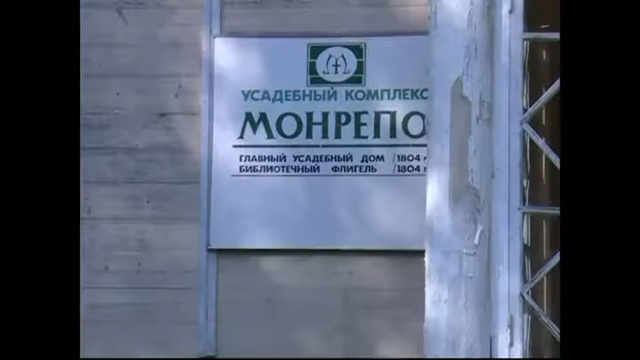 УСАДЕБНЫЙ КОМПЛЕКС
МОНРЕПО
ГЛАВНЫЙ УСАДЕБНЫЙ ДОМ /1804 г
БИБЛИОТЕЧНЫЙ ФЛИГЕЛЬ /1804 г